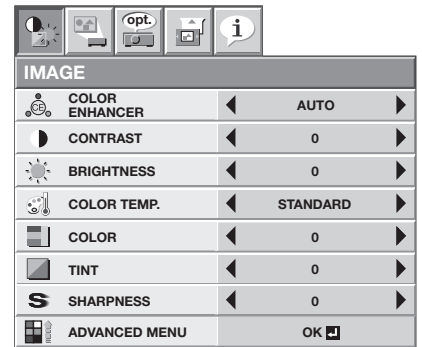 opt.
i
IMAGE
COLOR
ENHANCER
AUTO
CONTRAST
0
BRIGHTNESS
0
COLOR TEMP.
STANDARD
COLOR
0
TINT
0
S SHARPNESS
0
ADVANCED MENU
OK
CE